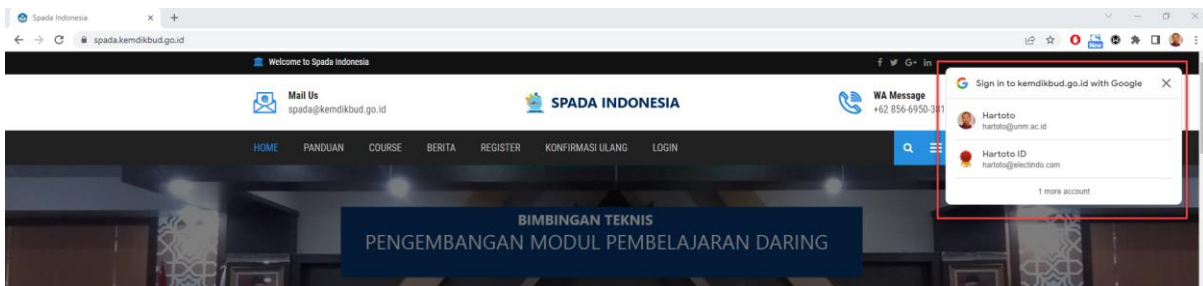 Spada Indonesia
spada.kemdikbud.go.id
Welcome to Spada Indonesia
Mail Us
spada@kemdikbud.go.id
SPADA INDONESIA
WA Message
+62 856-6950-381
HOME PANDUAN COURSE BERITA REGISTER KONFIRMASI ULANG LOGIN
BIMBINGAN TEKNIS
PENGEMBANGAN MODUL PEMBELAJARAN DARING
Sign in to kemdikbud.go.id with Google
Hartoto
hartoto@unm.ac.id
Hartoto ID
hartoto@electindo.com
1 more account